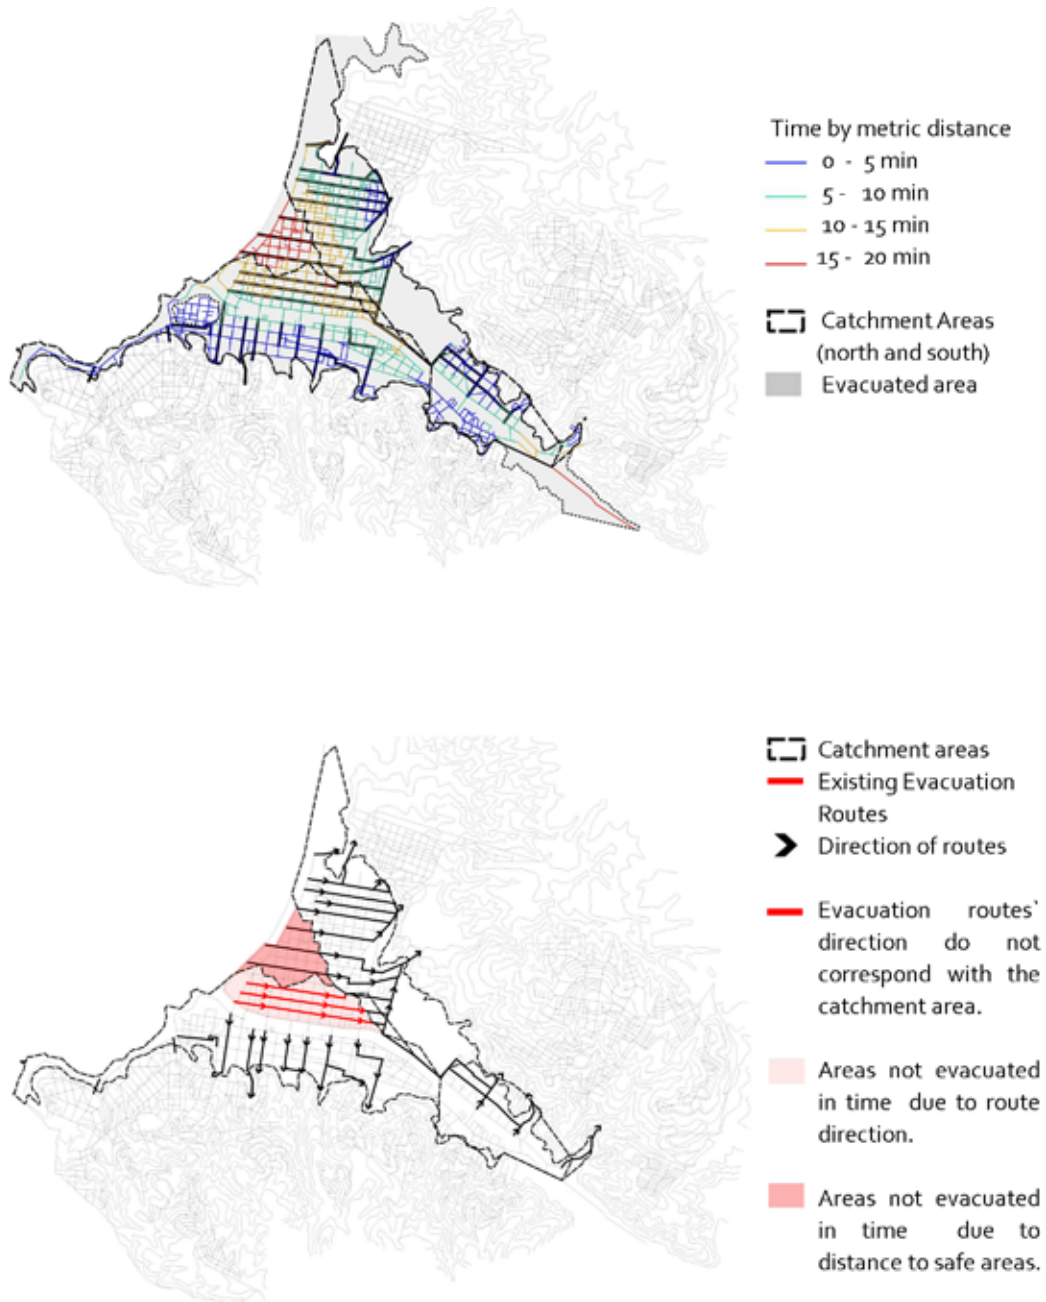 Time by metric distance
0 - 5 min
5 - 10 min
10 - 15 min
15 - 20 min
Catchment Areas
(north and south)
Evacuated area
Catchment areas
Existing Evacuation
Routes
Direction of routes
Evacuation routes`
direction do not
correspond with the
catchment area.
Areas not evacuated
in time due to route
direction.
Areas not evacuated
in time due to
distance to safe areas.